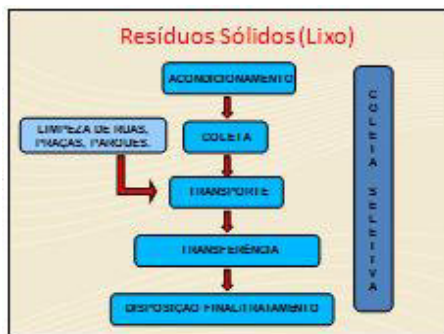 Resíduos Sólidos (Lixo)
ACONDICIONAMENTO
LIMPEZA DE RUAS,
PRAÇAS, PARQUES.
COLETA
TRANSPORTE
TRANSFERÊNCIA
DISPOSIÇÃO FINAL/TRATAMENTO
COLETA SELETIVA